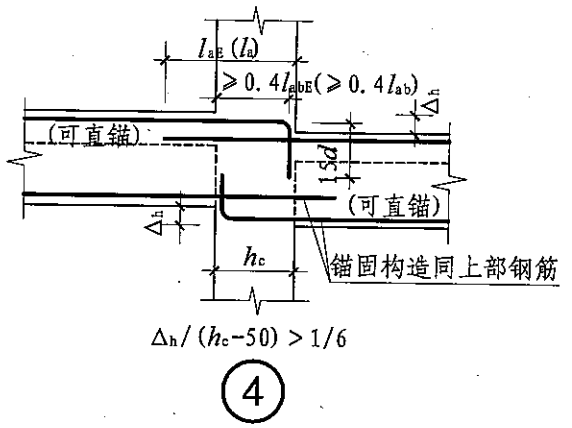 laE (la)
≥0.4labE(≥0.4lab)
Δh
(可直锚)
15d
(可直锚)
Δh
hc
锚固构造同上部钢筋
Δh/(hc-50)>1/6
4